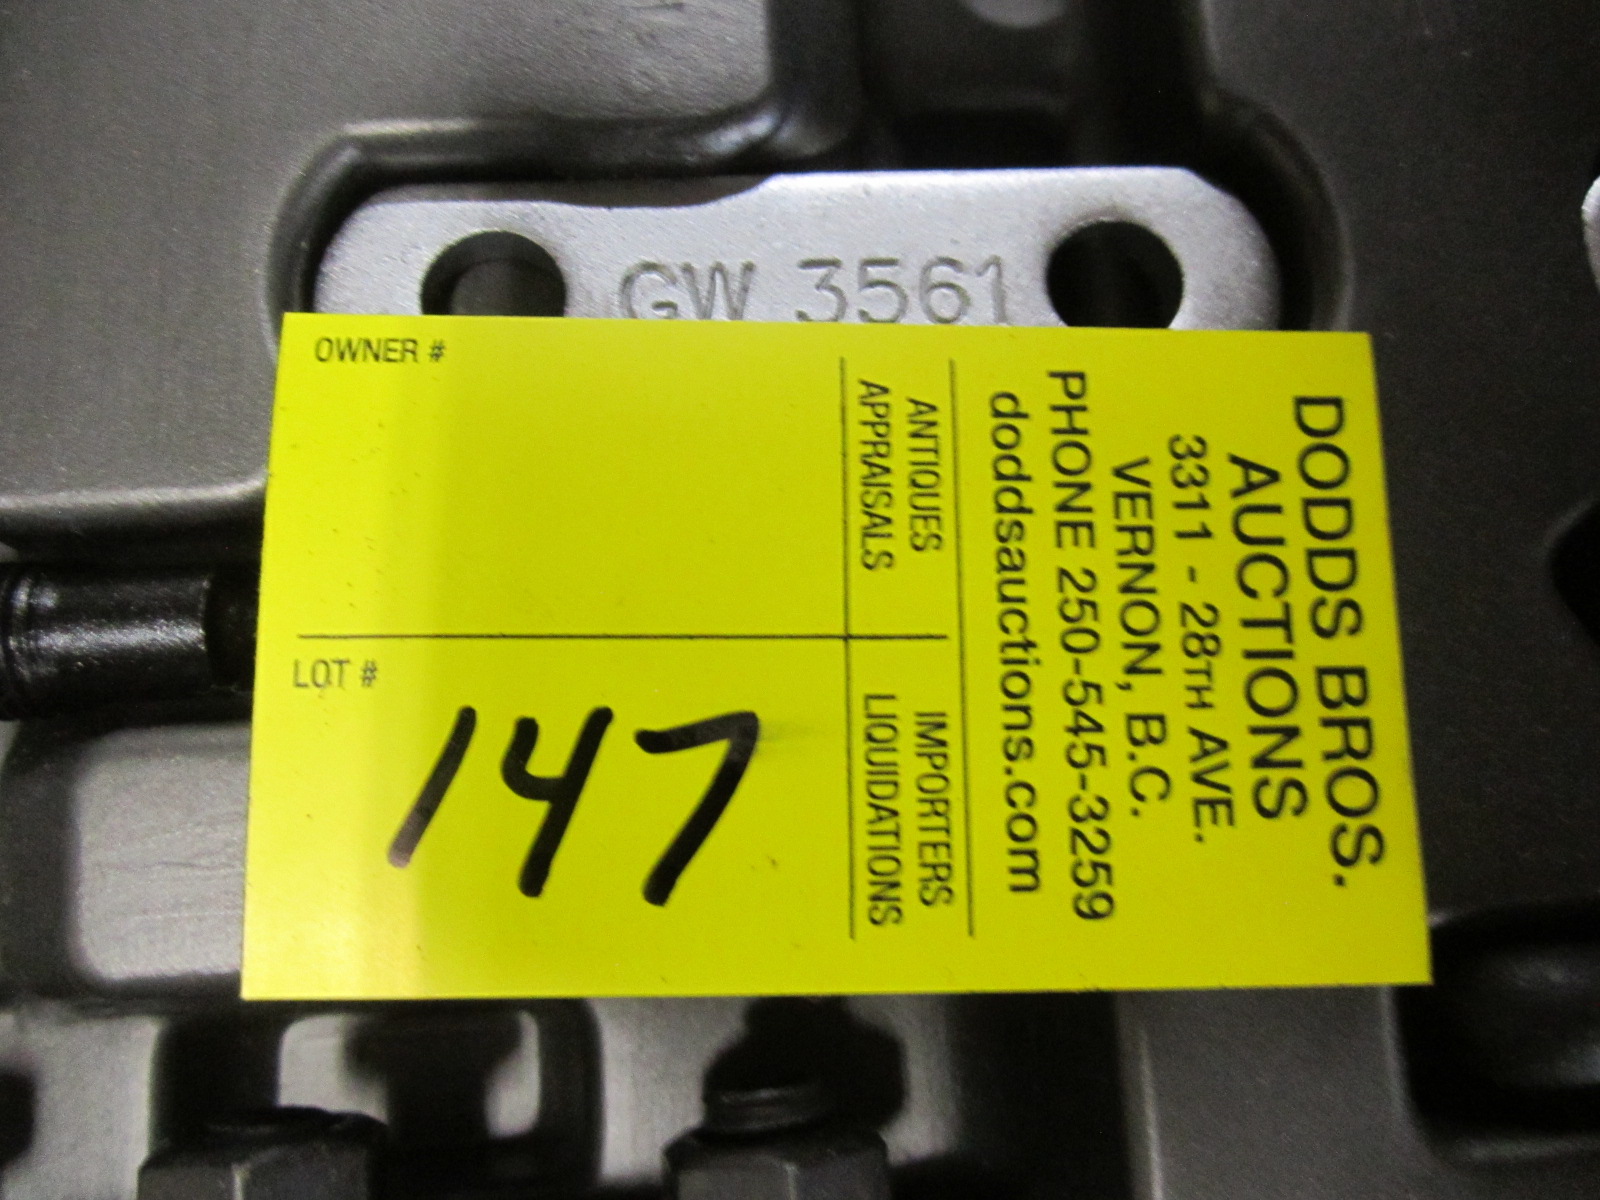 GW 3561
OWNER #
LOT #
147
DODDS BROS.
AUCTIONS
3311 - 28TH AVE.
VERNON, B.C.
PHONE 250-545-3259
doddsauctions.com
ANTIQUES
APPRAISALS
IMPORTERS
LIQUIDATIONS